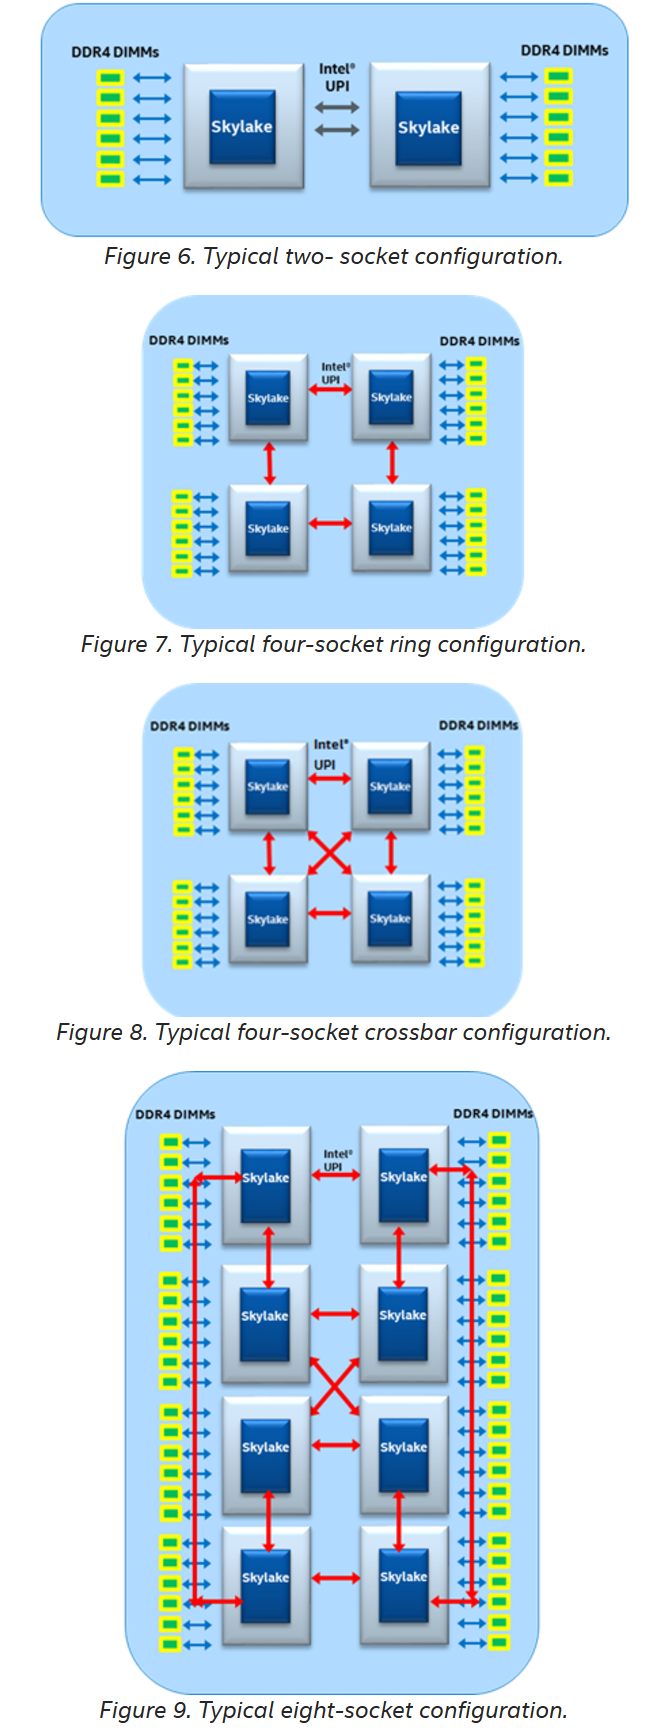 DDR4 DIMMs
DDR4 DIMMs
Intel®
UPI
Skylake
Skylake
Figure 6. Typical two- socket configuration.
DDR4 DIMMs
DDR4 DIMMs
Intel®
UPI
Skylake
Skylake
Skylake
Skylake
Figure 7. Typical four-socket ring configuration.
DDR4 DIMMs
DDR4 DIMMs
Intel®
UPI
Skylake
Skylake
Skylake
Skylake
Figure 8. Typical four-socket crossbar configuration.
DDR4 DIMMs
DDR4 DIMMs
Intel®
UPI
Skylake
Skylake
Skylake
Skylake
Skylake
Skylake
Skylake
Skylake
Figure 9. Typical eight-socket configuration.